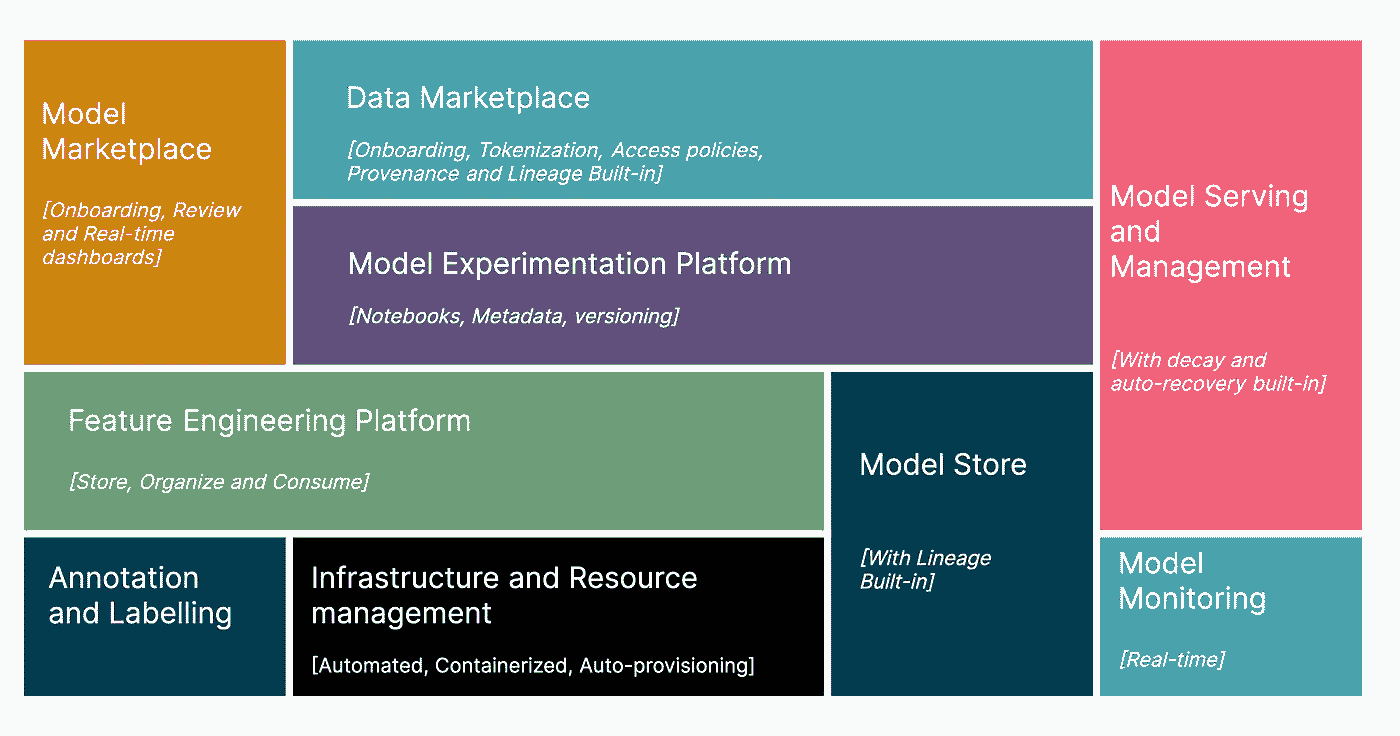 Model
Marketplace
[Onboarding, Review
and Real-time
dashboards]
Data Marketplace
[Onboarding, Tokenization, Access policies,
Provenance and Lineage Built-in]
Model Experimentation Platform
[Notebooks, Metadata, versioning]
Model Serving
and
Management
[With decay and
auto-recovery built-in]
Feature Engineering Platform
[Store, Organize and Consume]
Model Store
[With Lineage
Built-in]
Annotation
and Labelling
Infrastructure and Resource
management
[Automated, Containerized, Auto-provisioning]
Model
Monitoring
[Real-time]